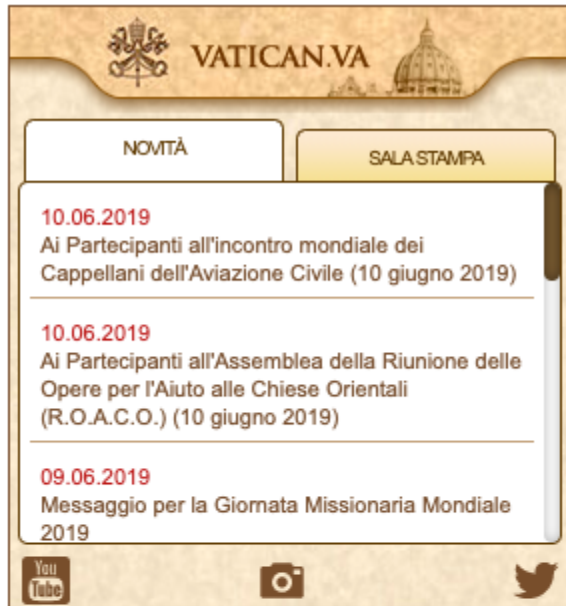 VATICAN.VA
NOVITÀ
SALA STAMPA
10.06.2019
Ai Partecipanti all'incontro mondiale dei
Cappellani dell'Aviazione Civile (10 giugno 2019)
10.06.2019
Ai Partecipanti all'Assemblea della Riunione delle
Opere per l'Aiuto alle Chiese Orientali
(R.O.A.C.O.) (10 giugno 2019)
09.06.2019
Messaggio per la Giornata Missionaria Mondiale
2019
You
Tube